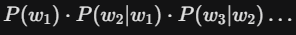 P(w₁) · P(w₂|w₁) · P(w₃|w₂) …